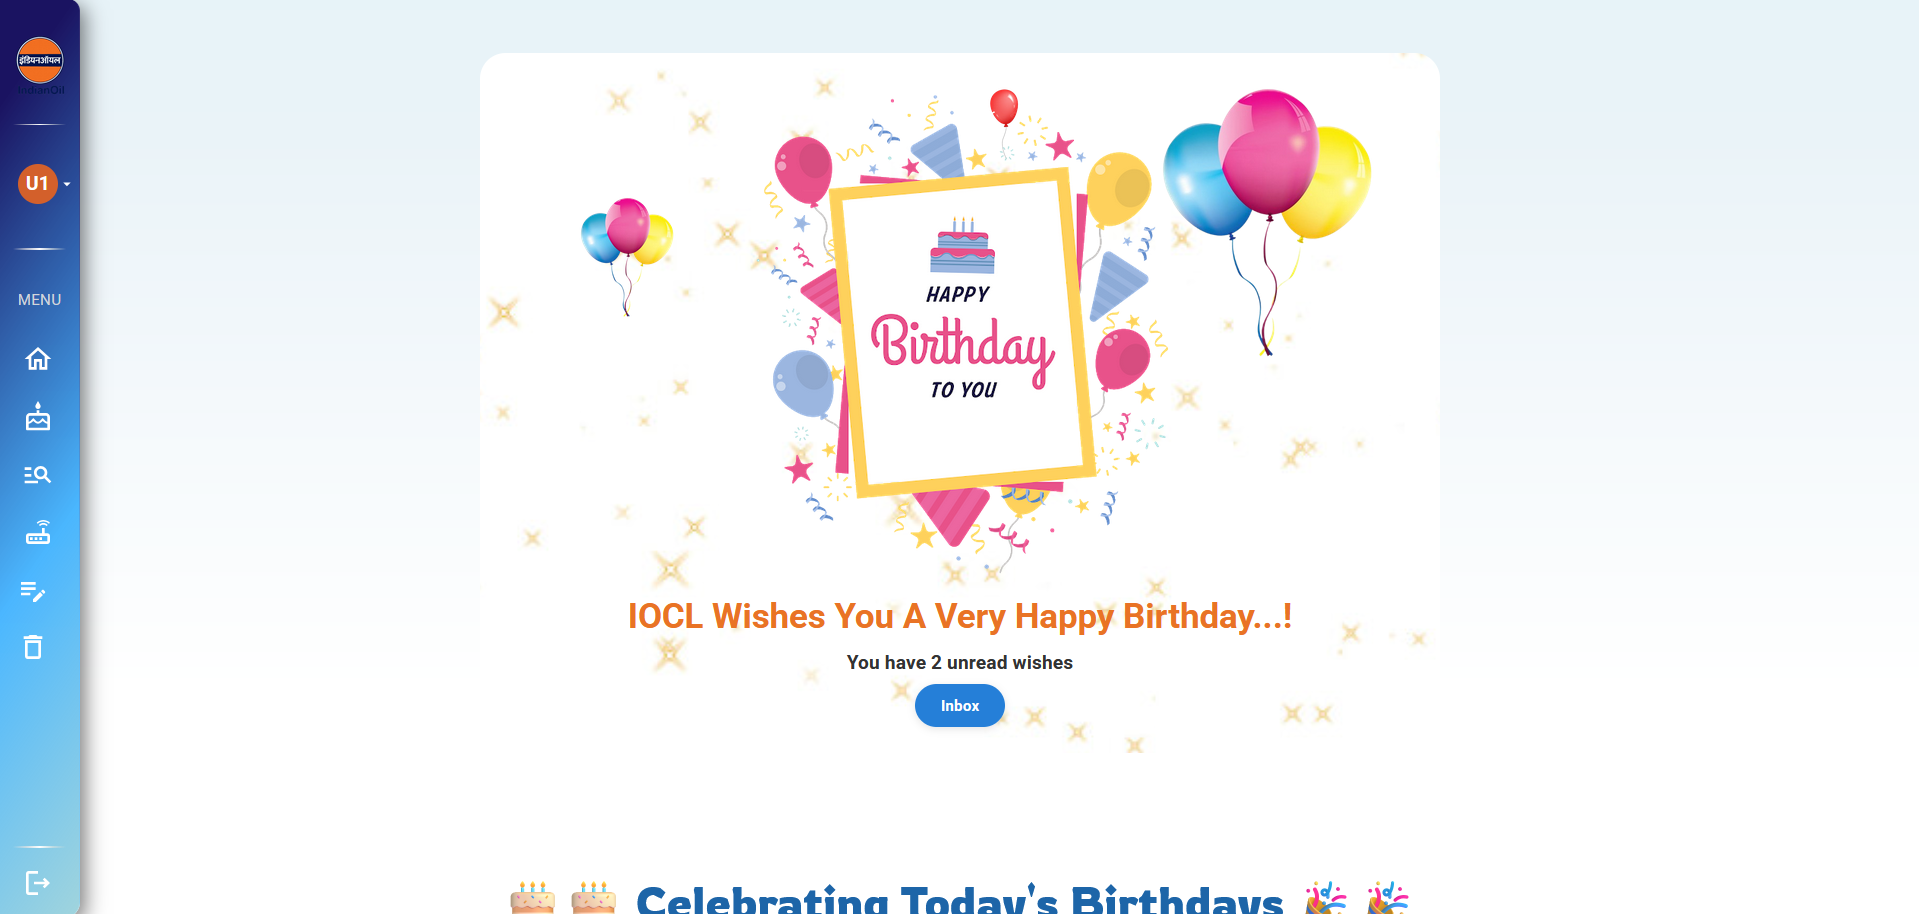 इंडियनऑयल
IndianOil
U1
MENU
HAPPY
Birthday
TO YOU
IOCL Wishes You A Very Happy Birthday...!
You have 2 unread wishes
Inbox
Celebrating Today's Birthdays